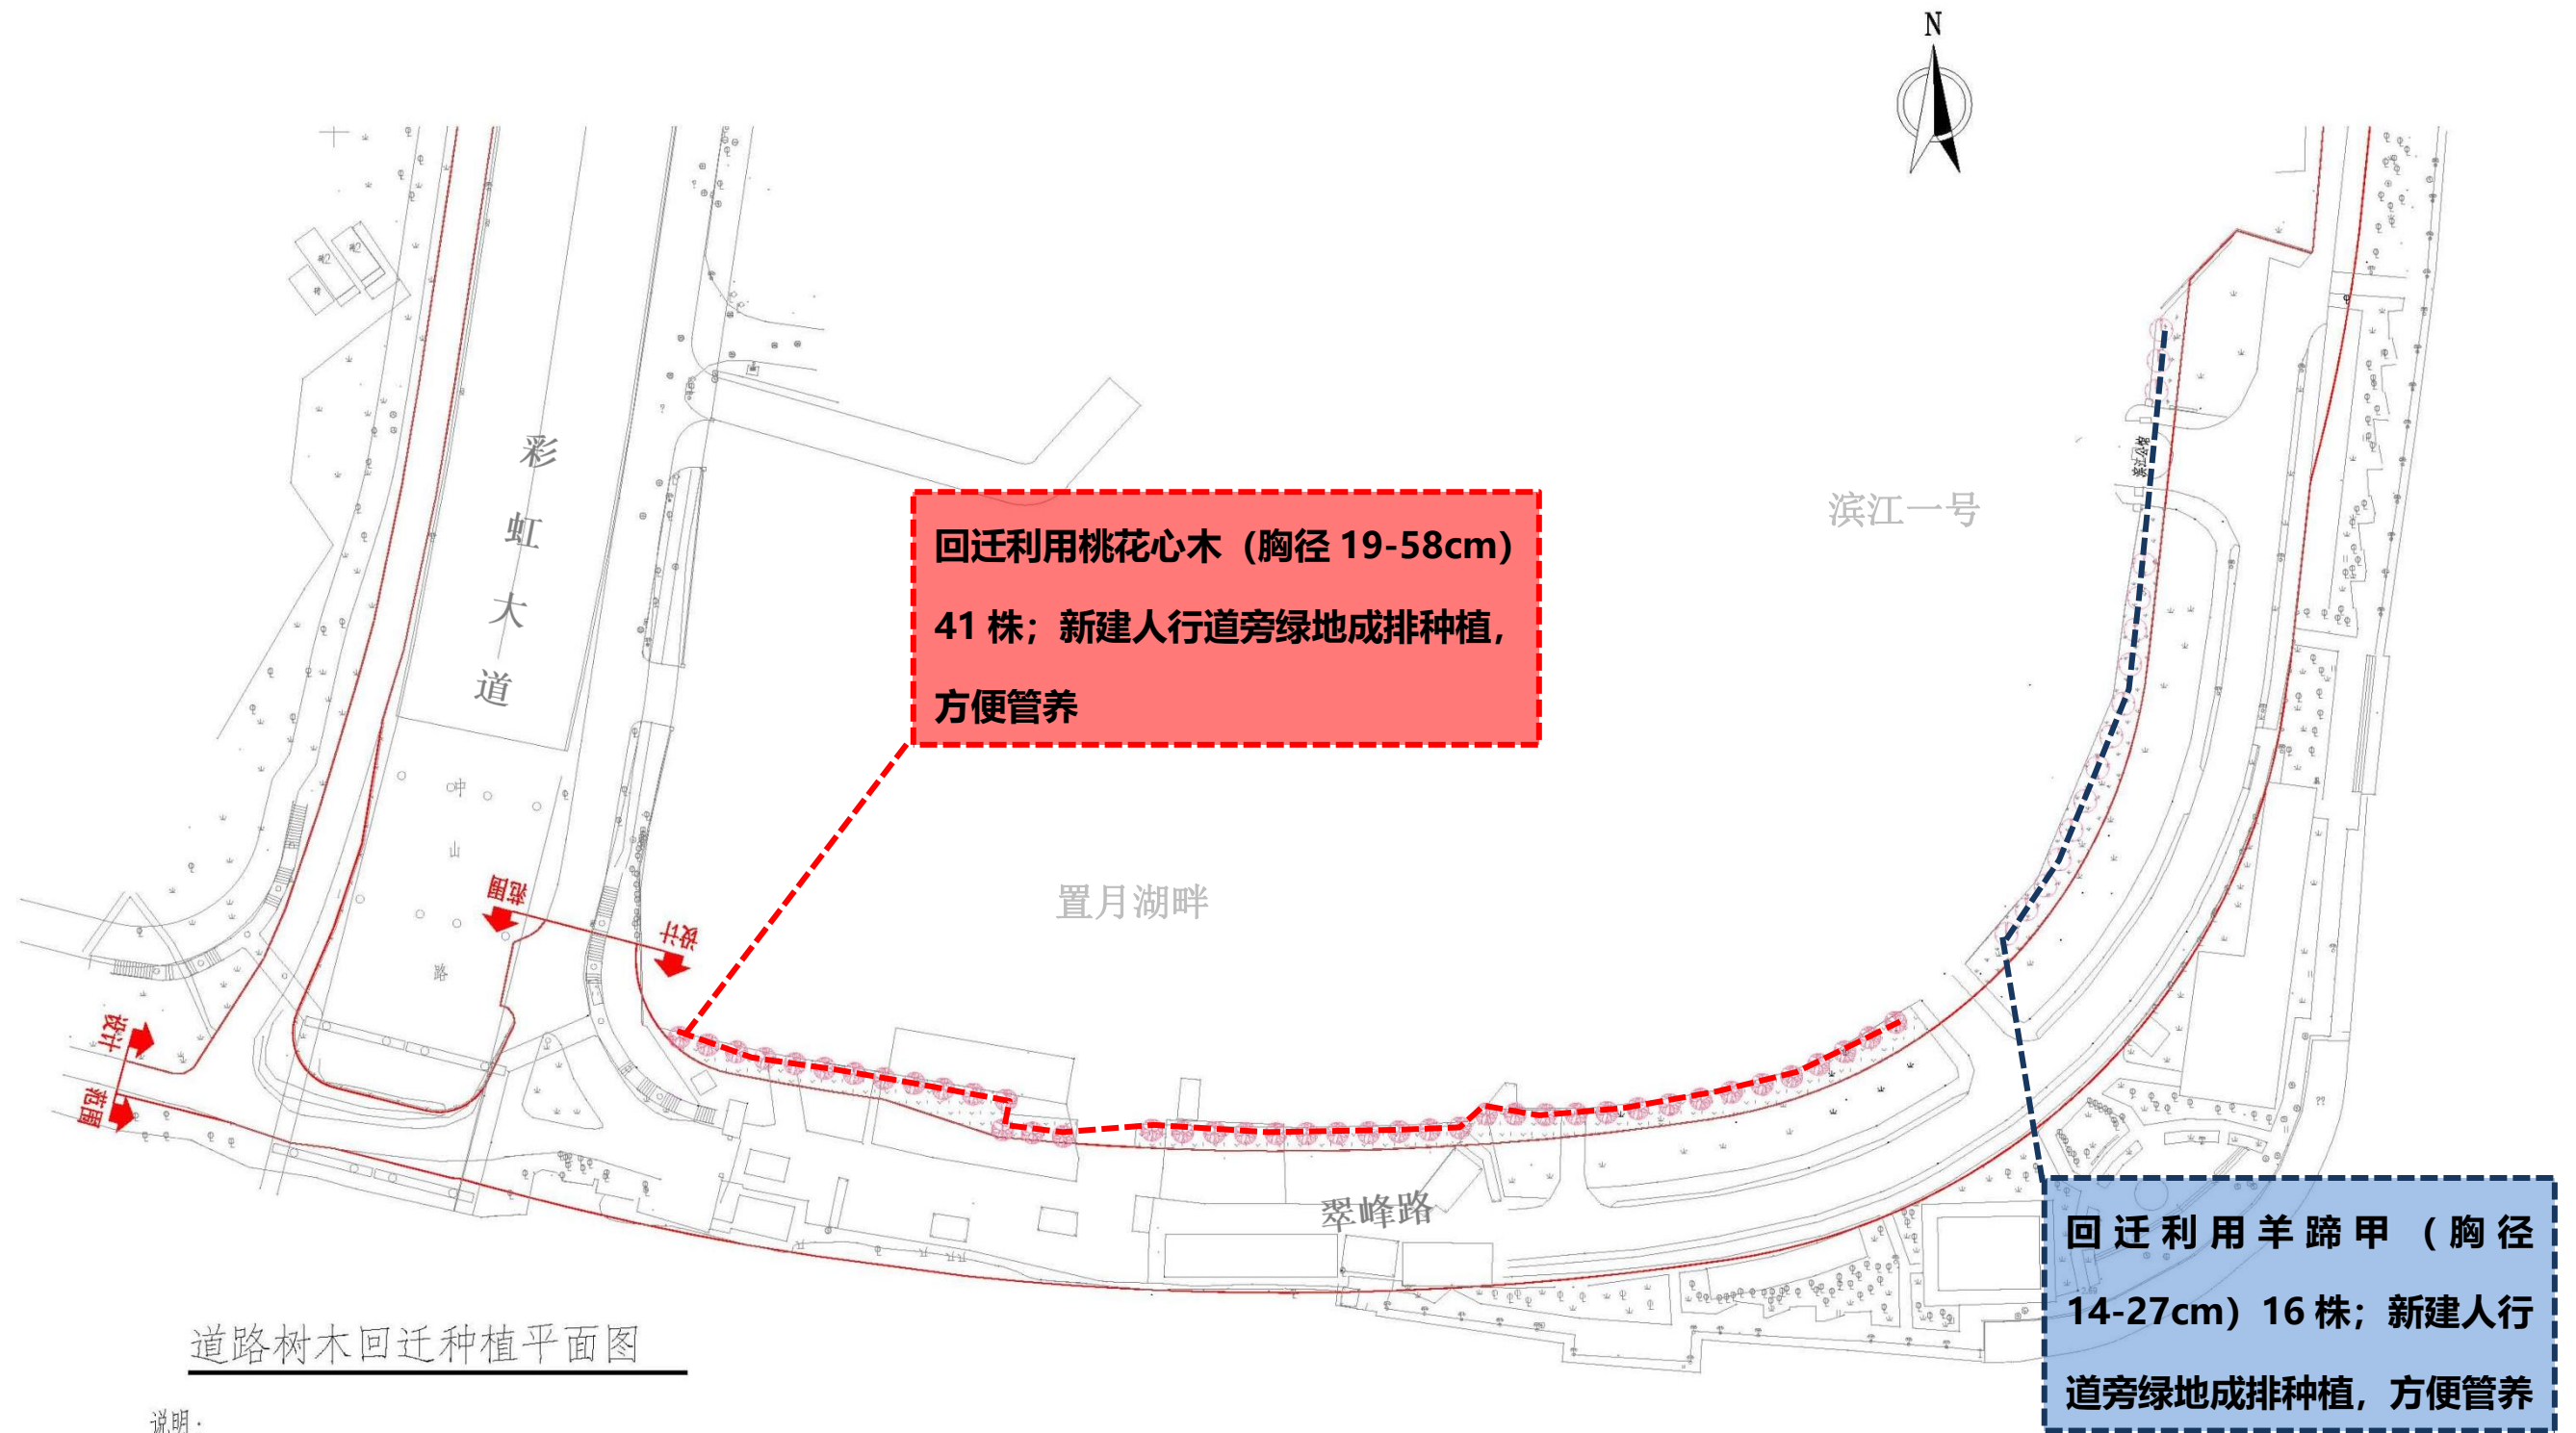 N
彩虹大道
滨江一号
回迁利用桃花心木（胸径 19-58cm）
41 株；新建人行道旁绿地成排种植，
方便管养
中山路
范围
设计
置月湖畔
设计
范围
翠峰路
回迁利用羊蹄甲（胸径
14-27cm）16 株；新建人行
道旁绿地成排种植，方便管养
道路树木回迁种植平面图
说明：